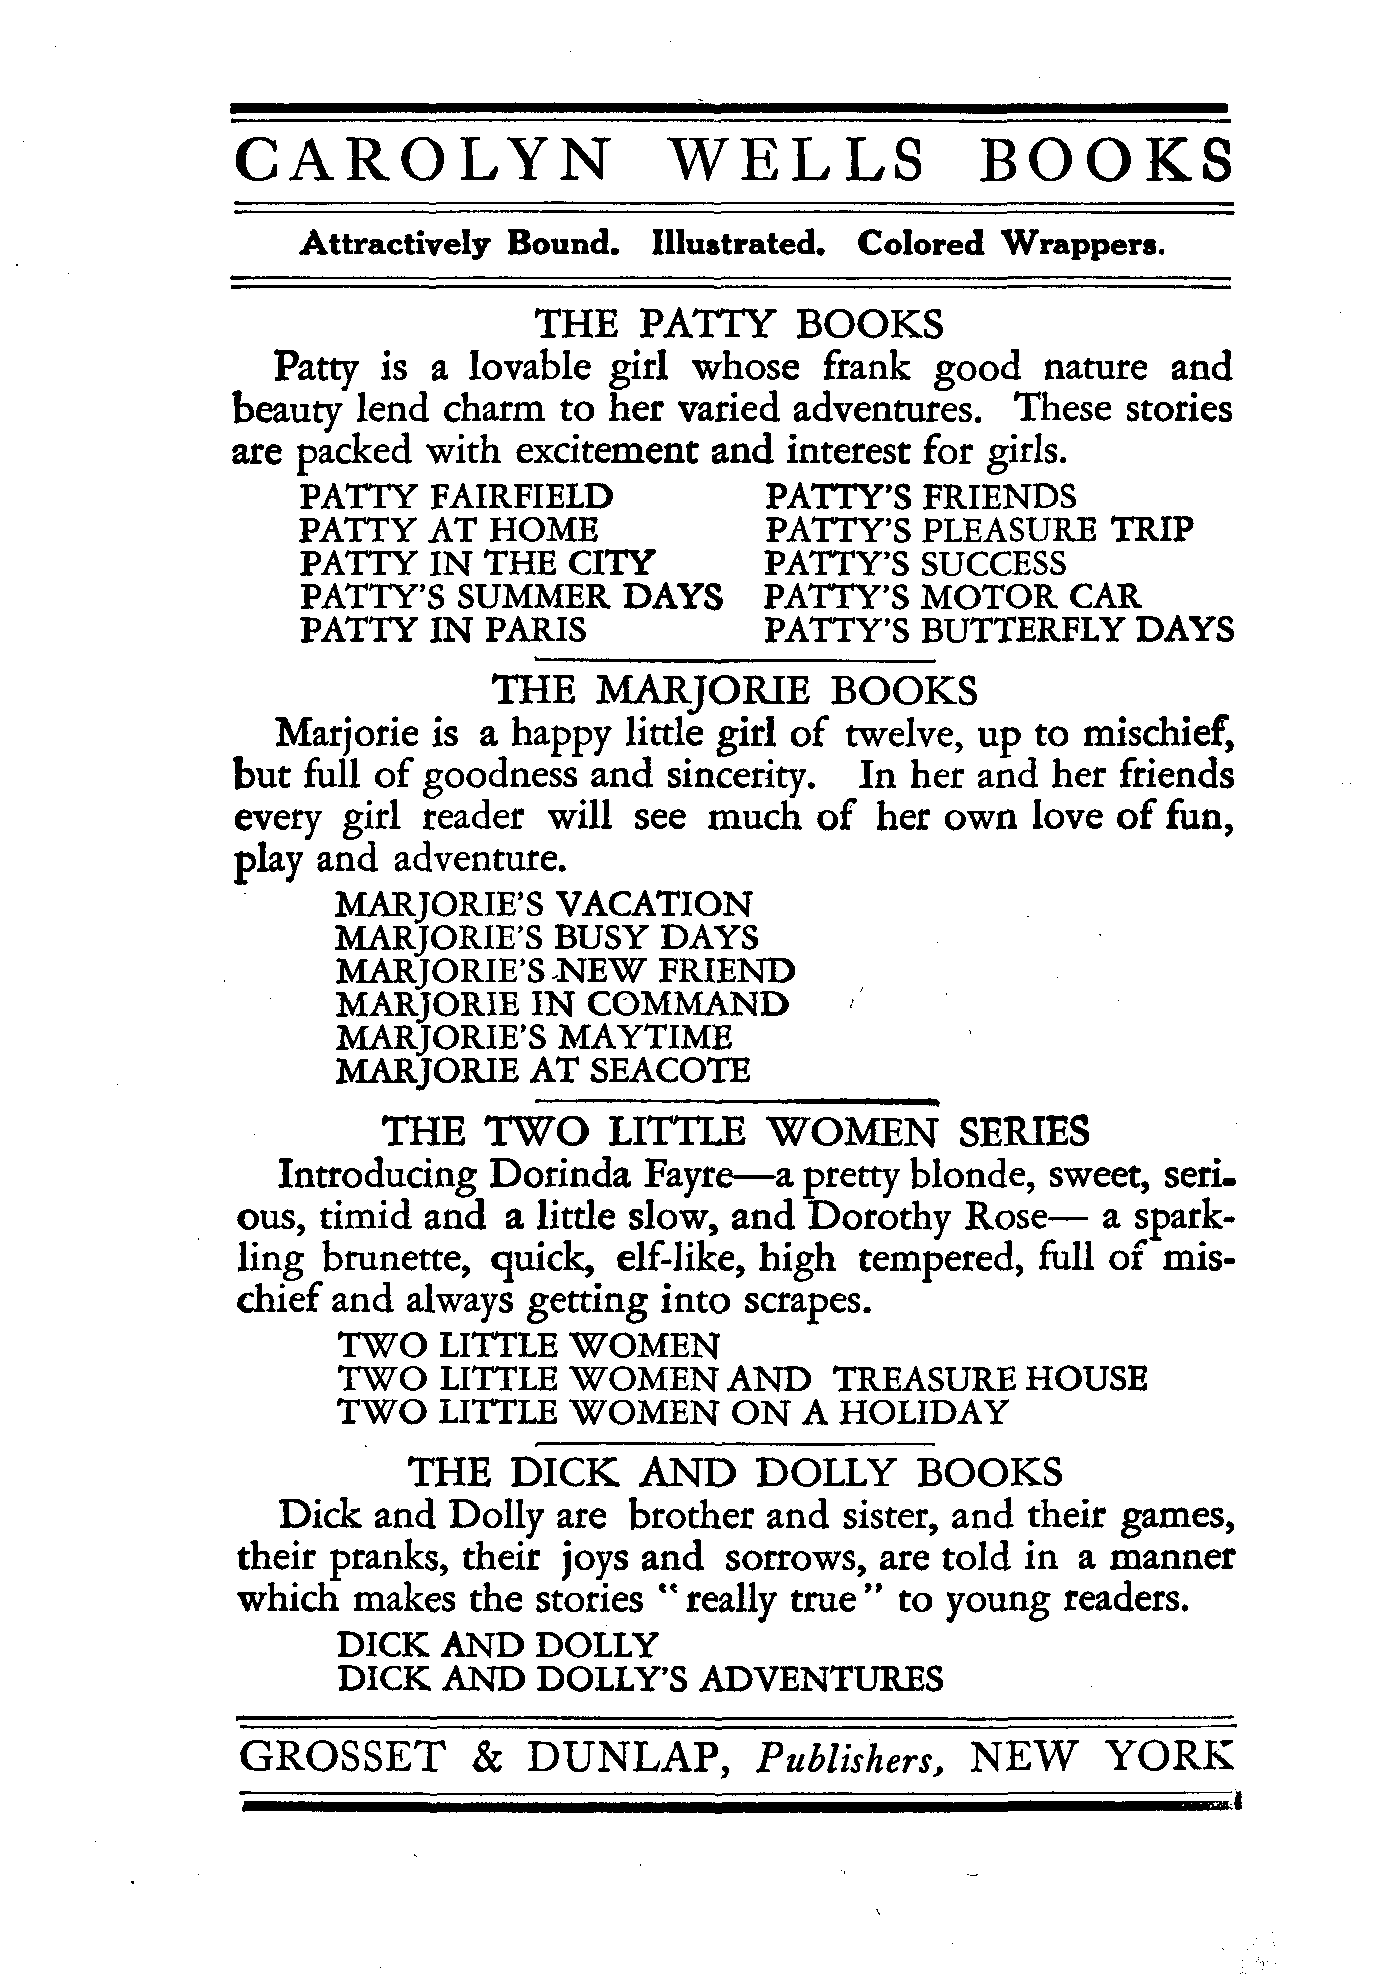 CAROLYN WELLS BOOKS
Attractively Bound. Illustrated. Colored Wrappers.
THE PATTY BOOKS
Patty is a lovable girl whose frank good nature and
beauty lend charm to her varied adventures. These stories
are packed with excitement and interest for girls.
PATTY FAIRFIELD
PATTY AT HOME
PATTY IN THE CITY
PATTY'S SUMMER DAYS
PATTY IN PARIS
PATTY'S FRIENDS
PATTY'S PLEASURE TRIP
PATTY'S SUCCESS
PATTY'S MOTOR CAR
PATTY'S BUTTERFLY DAYS
THE MARJORIE BOOKS
Marjorie is a happy little girl of twelve, up to mischief,
but full of goodness and sincerity. In her and her friends
every girl reader will see much of her own love of fun,
play and adventure.
MARJORIE'S VACATION
MARJORIE'S BUSY DAYS
MARJORIE'S NEW FRIEND
MARJORIE IN COMMAND
MARJORIE'S MAYTIME
MARJORIE AT SEACOTE
THE TWO LITTLE WOMEN SERIES
Introducing Dorinda Fayre—a pretty blonde, sweet, seri-
ous, timid and a little slow, and Dorothy Rose— a spark-
ling brunette, quick, elf-like, high tempered, full of mis-
chief and always getting into scrapes.
TWO LITTLE WOMEN
TWO LITTLE WOMEN AND TREASURE HOUSE
TWO LITTLE WOMEN ON A HOLIDAY
THE DICK AND DOLLY BOOKS
Dick and Dolly are brother and sister, and their games,
their pranks, their joys and sorrows, are told in a manner
which makes the stories "really true" to young readers.
DICK AND DOLLY
DICK AND DOLLY'S ADVENTURES
GROSSET & DUNLAP, Publishers, NEW YORK